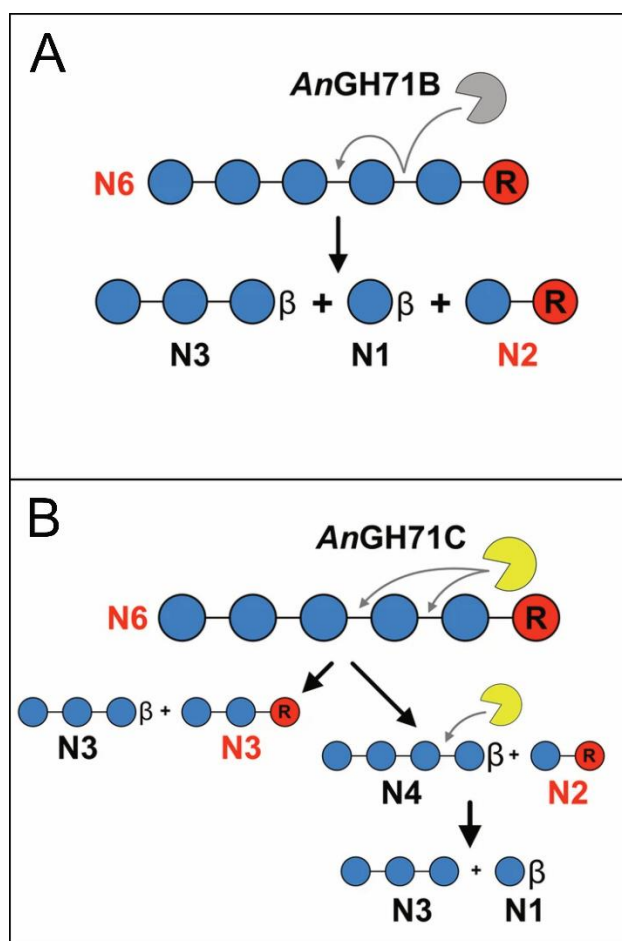 A
AnGH71B
N6 R
β + β + R
N3 N1 N2
B
AnGH71C
N6 R
β + R
N3 N3
β + R
N4 N2
+ β
N3 N1